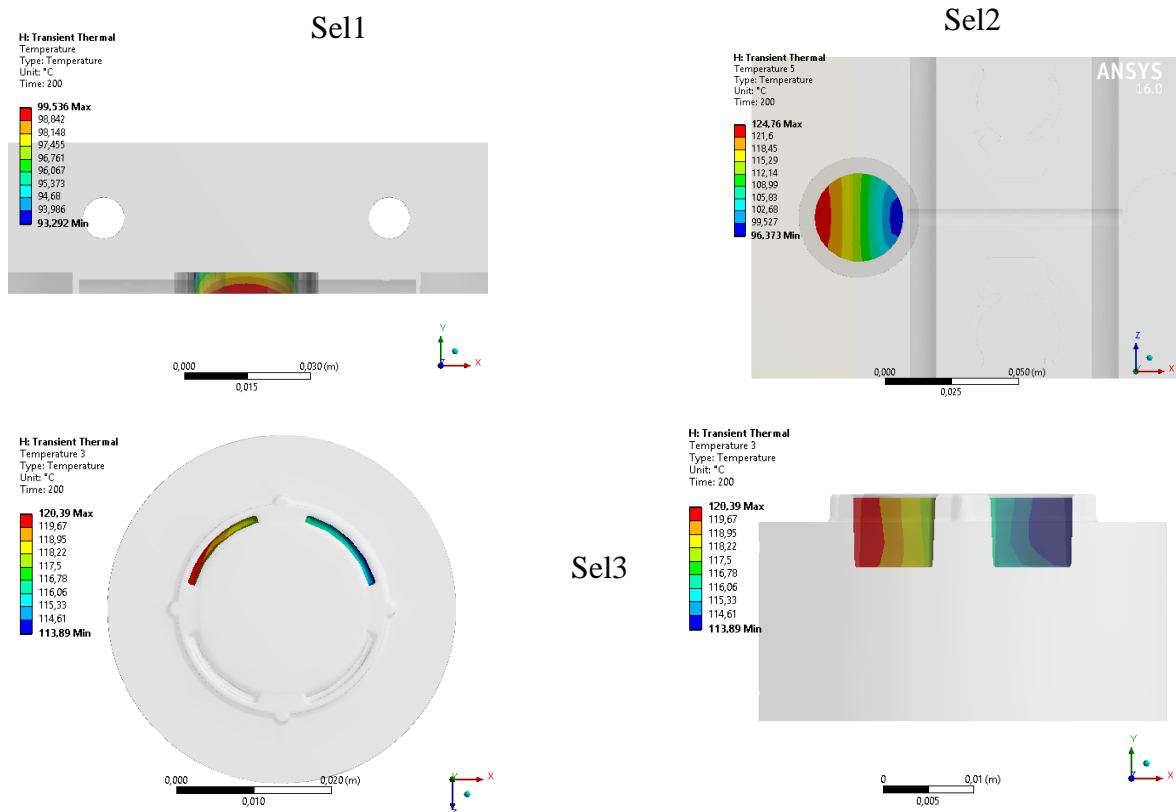 Sel1
H: Transient Thermal
Temperature
Type: Temperature
Unit: °C
Time: 200
99,536 Max
98,842
98,148
97,455
96,761
96,067
95,373
94,68
93,986
93,292 Min
Y
X
Z
0,000
0,030 (m)
0,015
Sel2
H: Transient Thermal
Temperature 5
Type: Temperature
Unit: °C
Time: 200
ANSYS
16.0
124,76 Max
121,6
118,45
115,29
112,14
108,99
105,83
102,68
99,527
96,373 Min
Z
X
Y
0,000
0,050 (m)
0,025
H: Transient Thermal
Temperature 3
Type: Temperature
Unit: °C
Time: 200
120,39 Max
119,67
118,95
118,22
117,5
116,78
116,06
115,33
114,61
113,89 Min
0,000
0,020 (m)
0,010
Y
X
Z
Sel3
H: Transient Thermal
Temperature 3
Type: Temperature
Unit: °C
Time: 200
120,39 Max
119,67
118,95
118,22
117,5
116,78
116,06
115,33
114,61
113,89 Min
0
0,01 (m)
0,005
Y
X
Z